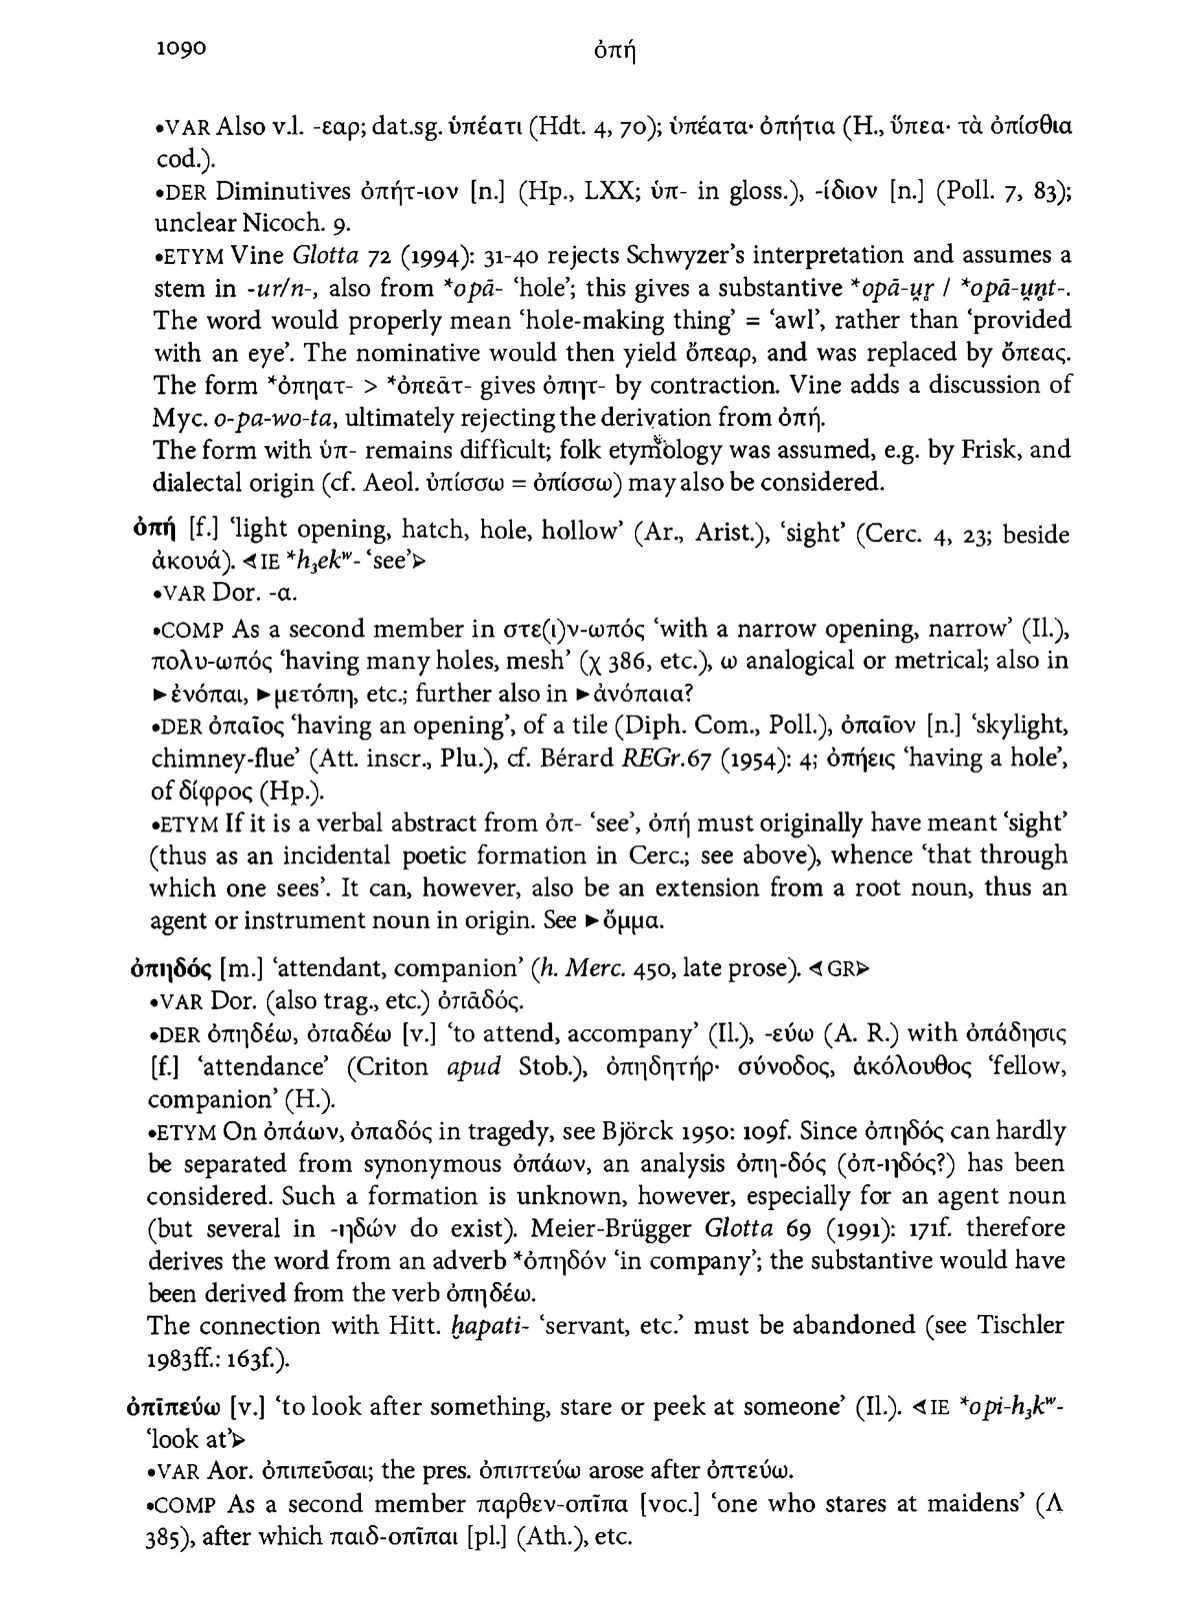 1090
ὀπή
•VAR Also v.l. -εαρ; dat.sg. ὑπέατι (Hdt. 4, 70); ὑπέατα· ὀπήτια (H., ὕπεα· τὰ ὀπίσθια
cod.).
•DER Diminutives ὀπήτ-ιον [n.] (Hp., LXX; ὑπ- in gloss.), -ίδιον [n.] (Poll. 7, 83);
unclear Nicoch. 9.
•ETYM Vine Glotta 72 (1994): 31-40 rejects Schwyzer’s interpretation and assumes a
stem in -ur/n-, also from *opā- ‘hole’; this gives a substantive *opā-u̯r̥ / *opā-u̯n̥t-.
The word would properly mean ‘hole-making thing’ = ‘awl’, rather than ‘provided
with an eye’. The nominative would then yield ὄπεαρ, and was replaced by ὄπεας.
The form *ὀπηατ- > *ὀπεᾱτ- gives ὀπητ- by contraction. Vine adds a discussion of
Myc. o-pa-wo-ta, ultimately rejecting the derivation from ὀπή.
The form with ὑπ- remains difficult; folk etymology was assumed, e.g. by Frisk, and
dialectal origin (cf. Aeol. ὑπίσσω = ὀπίσσω) may also be considered.
ὀπή [f.] ‘light opening, hatch, hole, hollow’ (Ar., Arist.), ‘sight’ (Cerc. 4, 23; beside
ἀκουά). ⊲IE *h₃ekʷ- ‘see’⊳
•VAR Dor. -α.
•COMP As a second member in στε(ι)ν-ωπός ‘with a narrow opening, narrow’ (Il.),
πολυ-ωπός ‘having many holes, mesh’ (χ 386, etc.), ω analogical or metrical; also in
►ἐνόπαι, ►μετόπη, etc.; further also in ►ἀνόπαια?
•DER ὀπαῖος ‘having an opening’, of a tile (Diph. Com., Poll.), ὀπαῖον [n.] ‘skylight,
chimney-flue’ (Att. inscr., Plu.), cf. Bérard REGr.67 (1954): 4; ὀπήεις ‘having a hole’,
of δίφρος (Hp.).
•ETYM If it is a verbal abstract from ὀπ- ‘see’, ὀπή must originally have meant ‘sight’
(thus as an incidental poetic formation in Cerc.; see above), whence ‘that through
which one sees’. It can, however, also be an extension from a root noun, thus an
agent or instrument noun in origin. See ►ὄμμα.
ὀπηδός [m.] ‘attendant, companion’ (h. Merc. 450, late prose). ⊲GR⊳
•VAR Dor. (also trag., etc.) ὀπᾱδός.
•DER ὀπηδέω, ὀπαδέω [v.] ‘to attend, accompany’ (Il.), -εύω (A. R.) with ὀπάδησις
[f.] ‘attendance’ (Criton apud Stob.), ὀπηδητήρ· σύνοδος, ἀκόλουθος ‘fellow,
companion’ (H.).
•ETYM On ὀπάων, ὀπαδός in tragedy, see Björck 1950: 109f. Since ὀπηδός can hardly
be separated from synonymous ὀπάων, an analysis ὀπη-δός (ὀπ-ηδός?) has been
considered. Such a formation is unknown, however, especially for an agent noun
(but several in -ηδών do exist). Meier-Brügger Glotta 69 (1991): 171f. therefore
derives the word from an adverb *ὀπηδόν ‘in company’; the substantive would have
been derived from the verb ὀπηδέω.
The connection with Hitt. ḫapati- ‘servant, etc.’ must be abandoned (see Tischler
1983ff.: 163f.).
ὀπῑπεύω [v.] ‘to look after something, stare or peek at someone’ (Il.). ⊲IE *opi-h₃kʷ-
‘look at’⊳
•VAR Aor. ὀπιπεῦσαι; the pres. ὀπιπτεύω arose after ὀπτεύω.
•COMP As a second member παρθεν-οπῖπα [voc.] ‘one who stares at maidens’ (Λ
385), after which παιδ-οπῖπαι [pl.] (Ath.), etc.